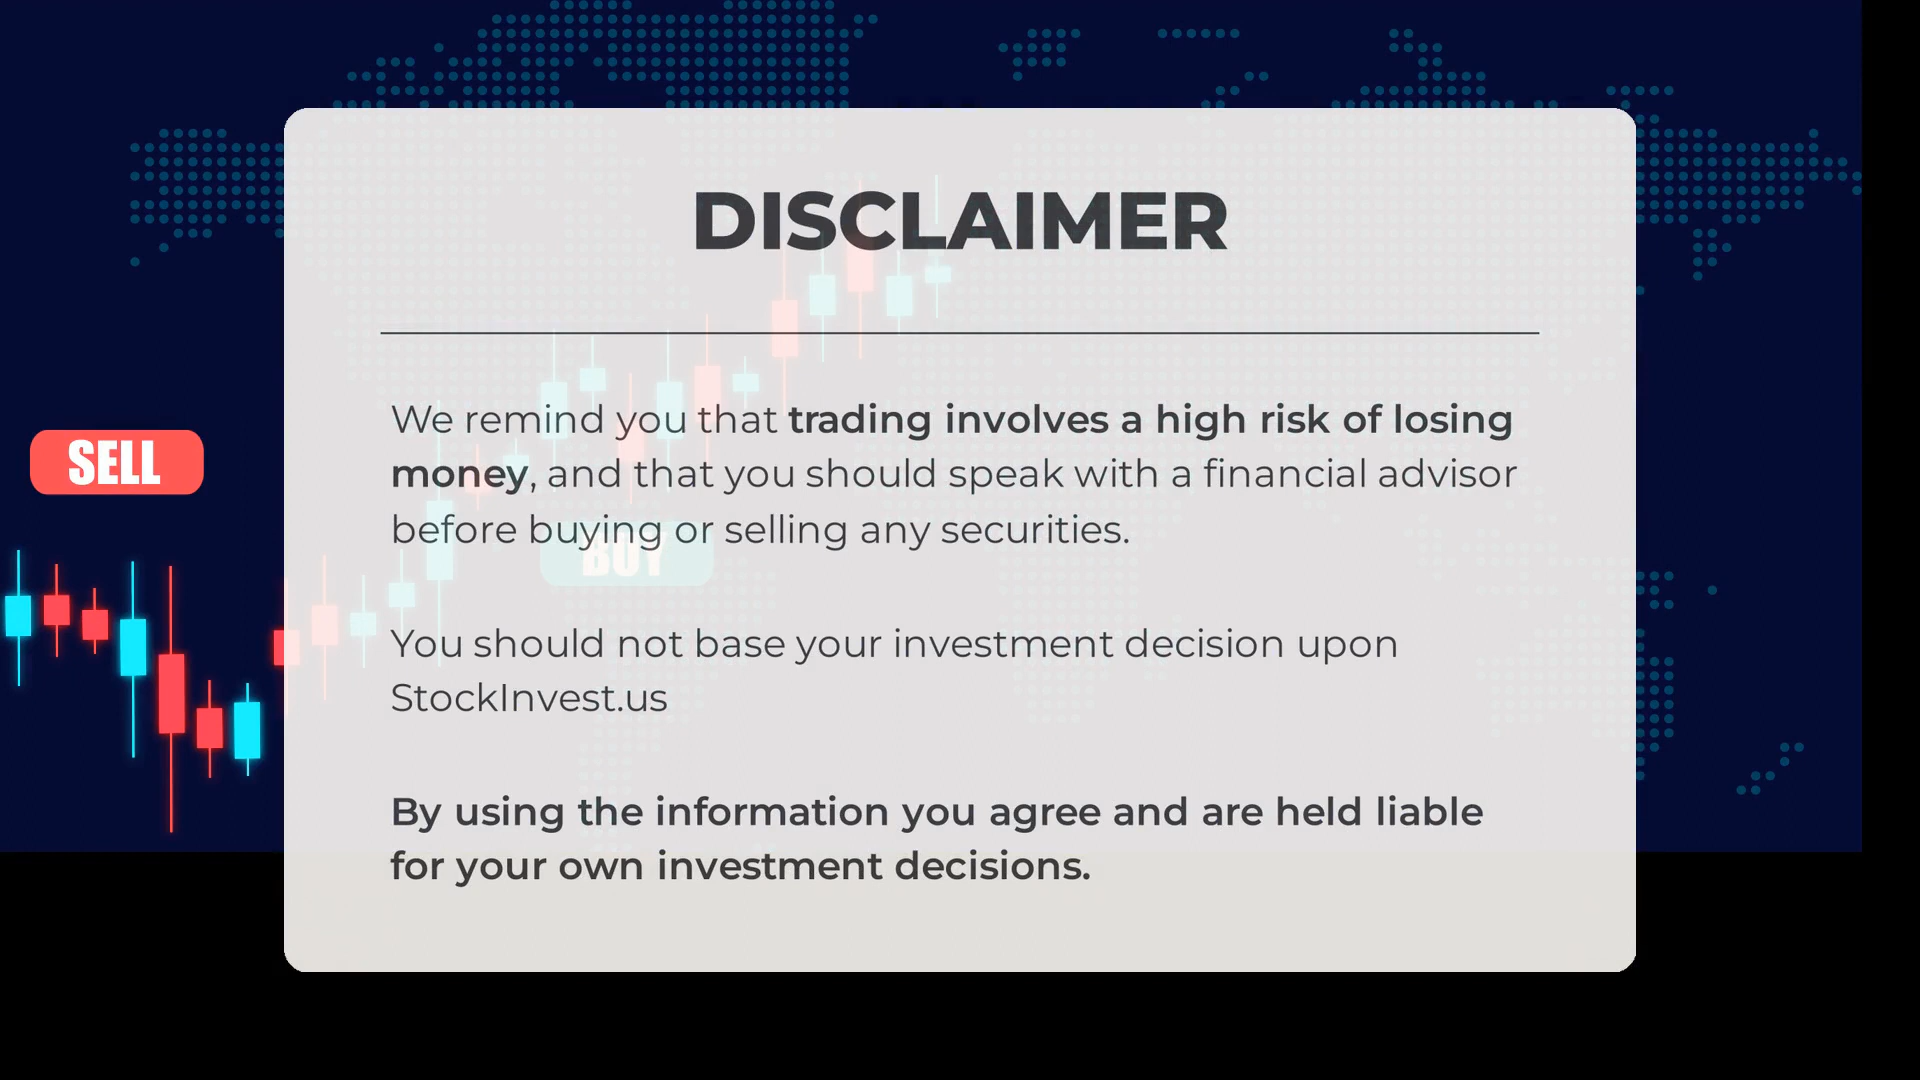 DISCLAIMER
We remind you that trading involves a high risk of losing
money, and that you should speak with a financial advisor
before buying or selling any securities.
SELL
BUY
You should not base your investment decision upon
StockInvest.us
By using the information you agree and are held liable
for your own investment decisions.